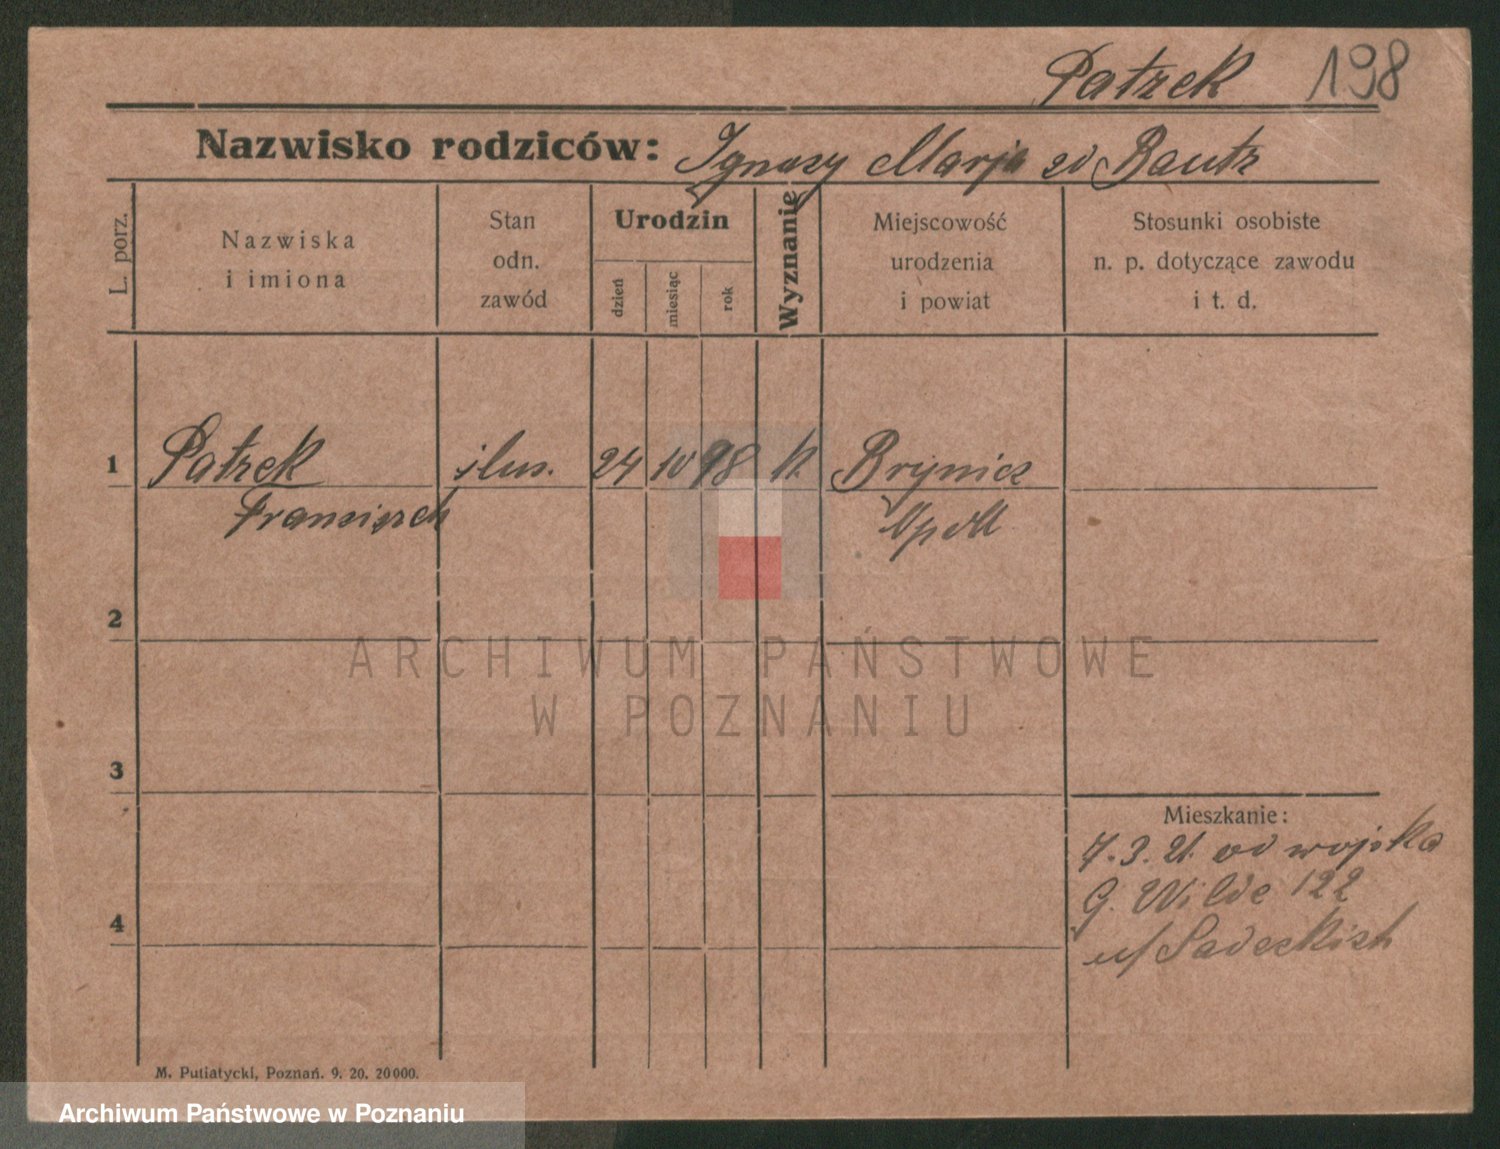 Patzek 198
Nazwisko rodziców: Ignacy Marja zd Bautz
L. porz.
Nazwiska
i imiona
Stan
odn.
zawód
Urodzin
dzień
miesiąc
rok
Wyznanie
Miejscowość
urodzenia
i powiat
Stosunki osobiste
n. p. dotyczące zawodu
i t. d.
1 Patzek ślus. 24 10 98 k. Brynica
Franciszek
Opoll
2
ARCHIWUM PAŃSTWOWE
W POZNANIU
3
Mieszkanie:
7. 3. 21. od wojska
G. Wilde 122
4
M. Putiatycki, Poznań. 9. 20. 20000.
Archiwum Państwowe w Poznaniu